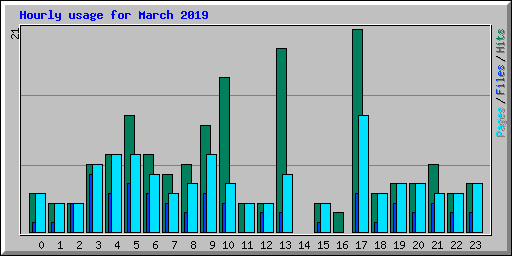 Hourly usage for March 2019
21
Pages / Files / Hits
0 1 2 3 4 5 6 7 8 9 10 11 12 13 14 15 16 17 18 19 20 21 22 23